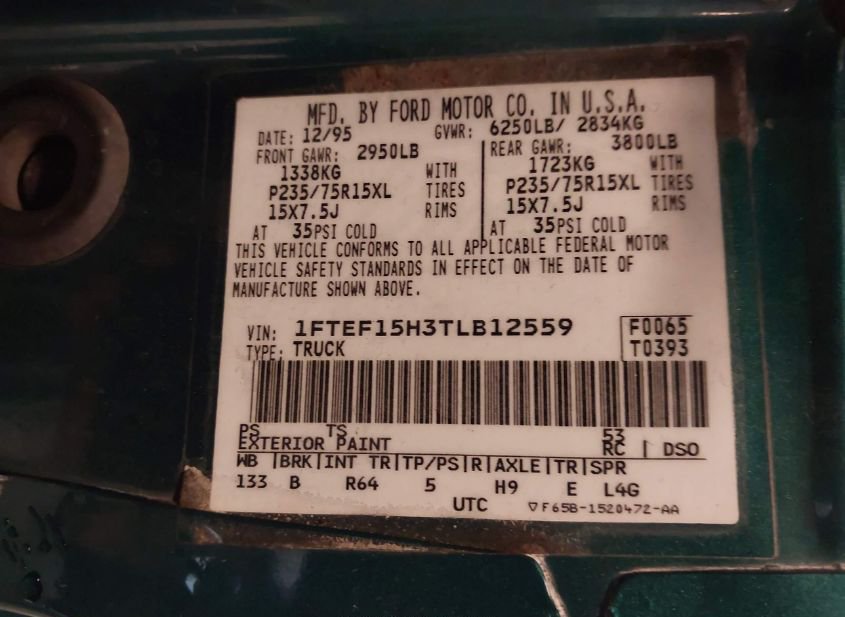 MFD. BY FORD MOTOR CO. IN U.S.A.
DATE: 12/95 GVWR: 6250LB/ 2834KG
FRONT GAWR: 2950LB REAR GAWR: 3800LB
1338KG WITH 1723KG WITH
P235/75R15XL TIRES P235/75R15XL TIRES
15X7.5J RIMS 15X7.5J RIMS
AT 35PSI COLD AT 35PSI COLD
THIS VEHICLE CONFORMS TO ALL APPLICABLE FEDERAL MOTOR
VEHICLE SAFETY STANDARDS IN EFFECT ON THE DATE OF
MANUFACTURE SHOWN ABOVE.
VIN: 1FTEF15H3TLB12559 F0065
TYPE: TRUCK T0393
PS TS 53
EXTERIOR PAINT RC DSO
WB BRK INT TR TP/PS R AXLE TR SPR
133 B R64 5 H9 E L4G
UTC ▽F65B-1520472-AA